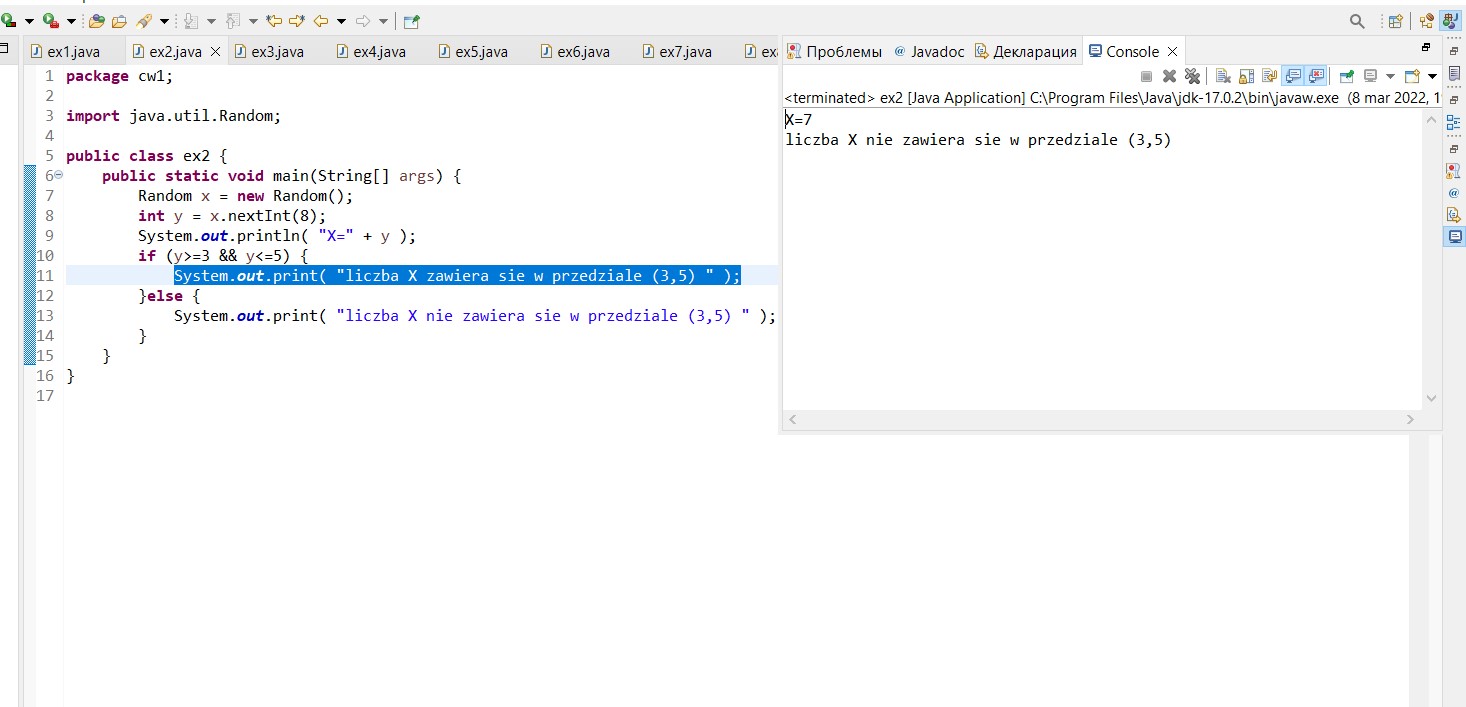 ex1.java ex2.java ex3.java ex4.java ex5.java ex6.java ex7.java
Проблемы Javadoc Декларация Console
<terminated> ex2 [Java Application] C:\Program Files\Java\jdk-17.0.2\bin\javaw.exe (8 mar 2022, 1
X=7
liczba X nie zawiera sie w przedziale (3,5)
1 package cw1;
2
3 import java.util.Random;
4
5 public class ex2 {
6 public static void main(String[] args) {
7 Random x = new Random();
8 int y = x.nextInt(8);
9 System.out.println( "X=" + y );
10 if (y>=3 && y<=5) {
11 System.out.print( "liczba X zawiera sie w przedziale (3,5) " );
12 }else {
13 System.out.print( "liczba X nie zawiera sie w przedziale (3,5) " );
14 }
15 }
16 }
17